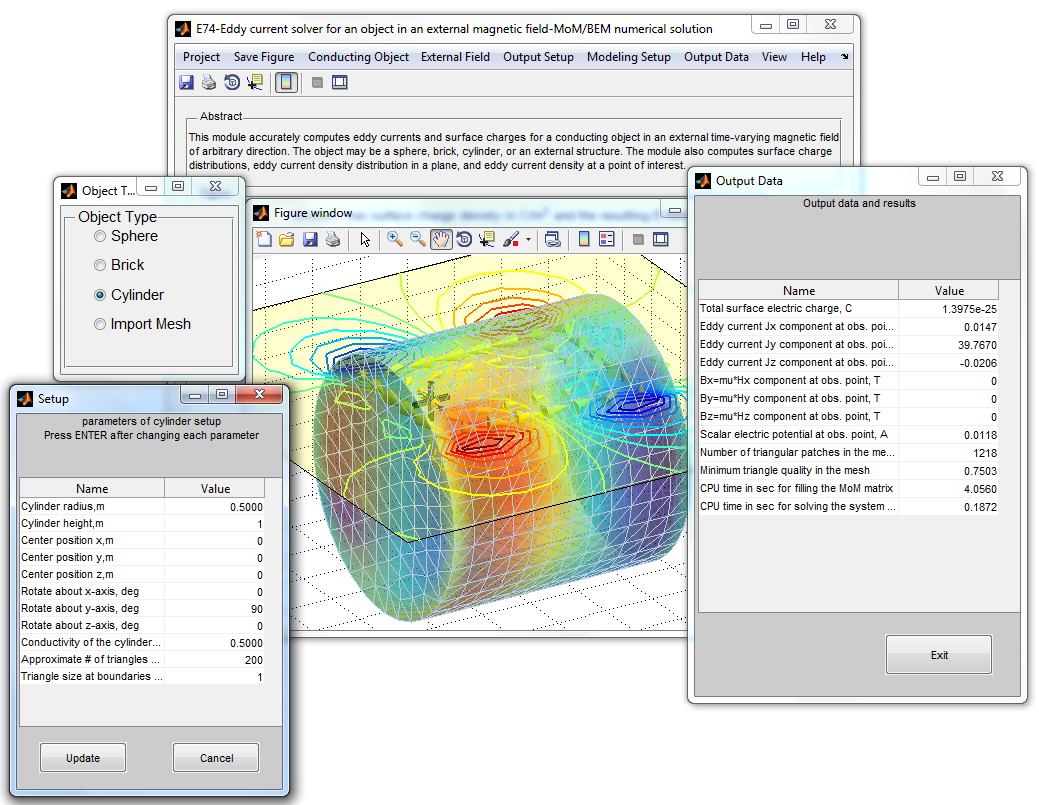 E74-Eddy current solver for an object in an external magnetic field-MoM/BEM numerical solution
Project Save Figure Conducting Object External Field Output Setup Modeling Setup Output Data View Help
Abstract
This module accurately computes eddy currents and surface charges for a conducting object in an external time-varying magnetic field
of arbitrary direction. The object may be a sphere, brick, cylinder, or an external structure. The module also computes surface charge
distributions, eddy current density distribution in a plane, and eddy current density at a point of interest.
Object T...
Object Type
Sphere
Brick
Cylinder
Import Mesh
Figure window
Output Data
Output data and results
Name Value
Total surface electric charge, C 1.3975e-25
Eddy current Jx component at obs. poi... 0.0147
Eddy current Jy component at obs. poi... 39.7670
Eddy current Jz component at obs. poi... -0.0206
Bx=mu*Hx component at obs. point, T 0
By=mu*Hy component at obs. point, T 0
Bz=mu*Hz component at obs. point, T 0
Scalar electric potential at obs. point, A 0.0118
Number of triangular patches in the me... 1218
Minimum triangle quality in the mesh 0.7503
CPU time in sec for filling the MoM matrix 4.0560
CPU time in sec for solving the system ... 0.1872
Exit
Setup
parameters of cylinder setup
Press ENTER after changing each parameter
Name Value
Cylinder radius,m 0.5000
Cylinder height,m 1
Center position x,m 0
Center position y,m 0
Center position z,m 0
Rotate about x-axis, deg 0
Rotate about y-axis, deg 90
Rotate about z-axis, deg 0
Conductivity of the cylinder... 0.5000
Approximate # of triangles ... 200
Triangle size at boundaries ... 1
Update Cancel